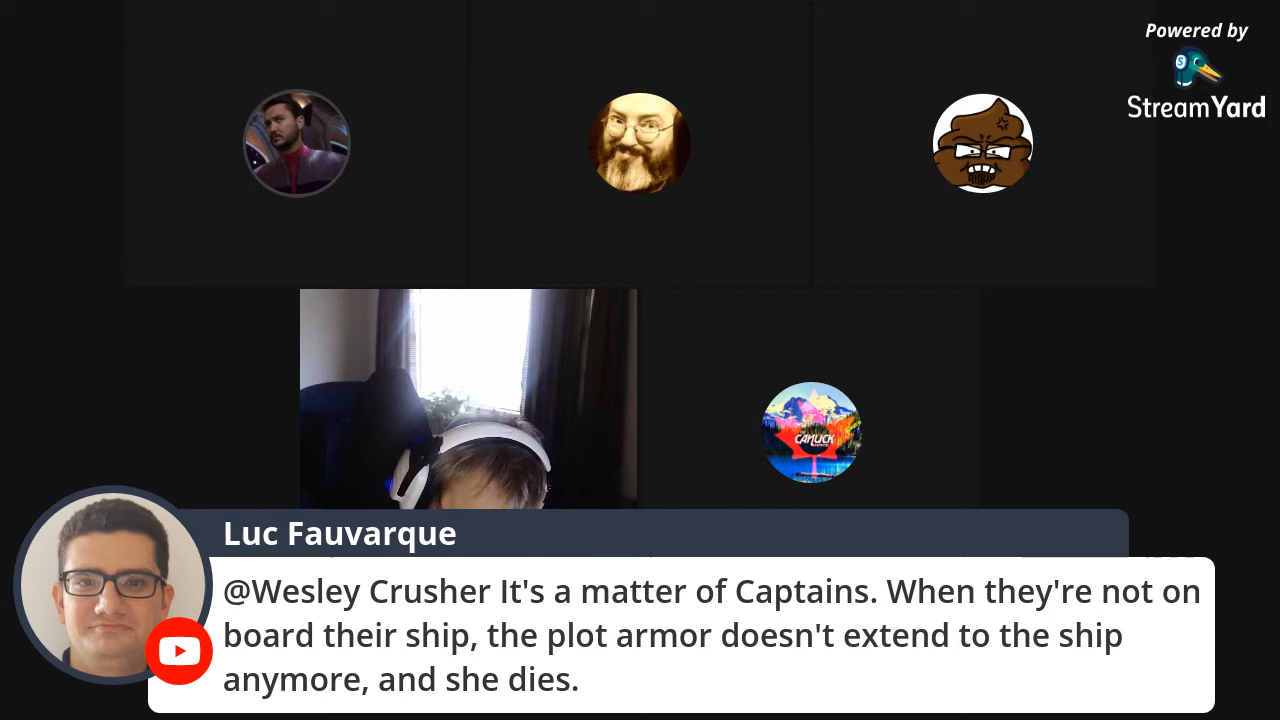 Powered by
StreamYard
CANUCK
Luc Fauvarque
@Wesley Crusher It's a matter of Captains. When they're not on
board their ship, the plot armor doesn't extend to the ship
anymore, and she dies.